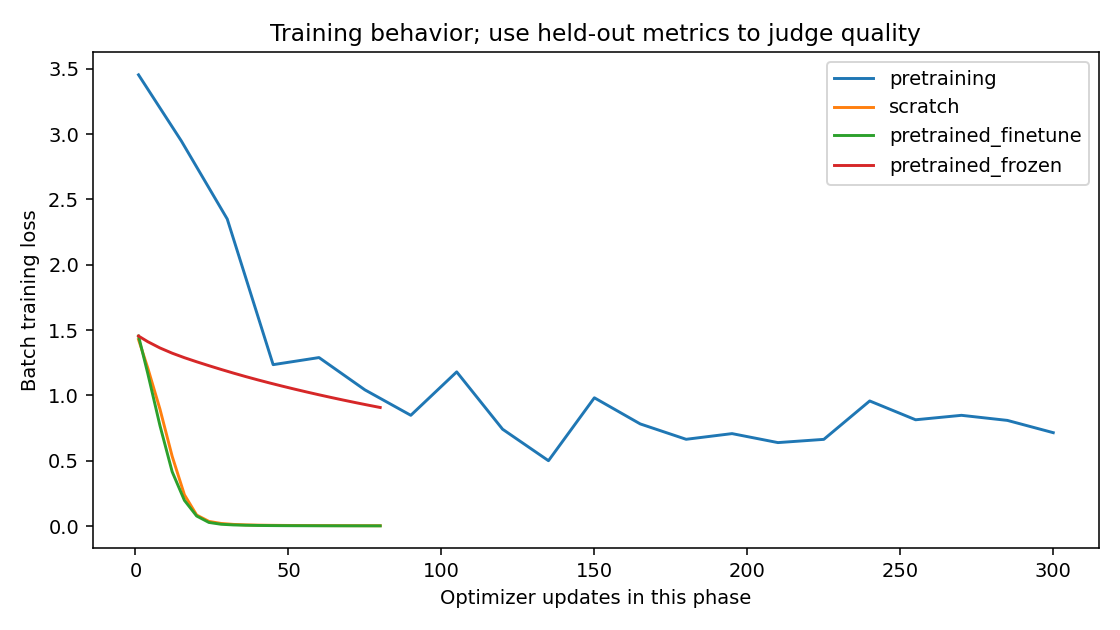 Training behavior; use held-out metrics to judge quality
pretraining
scratch
pretrained_finetune
pretrained_frozen
Batch training loss
3.5
3.0
2.5
2.0
1.5
1.0
0.5
0.0
0 50 100 150 200 250 300
Optimizer updates in this phase